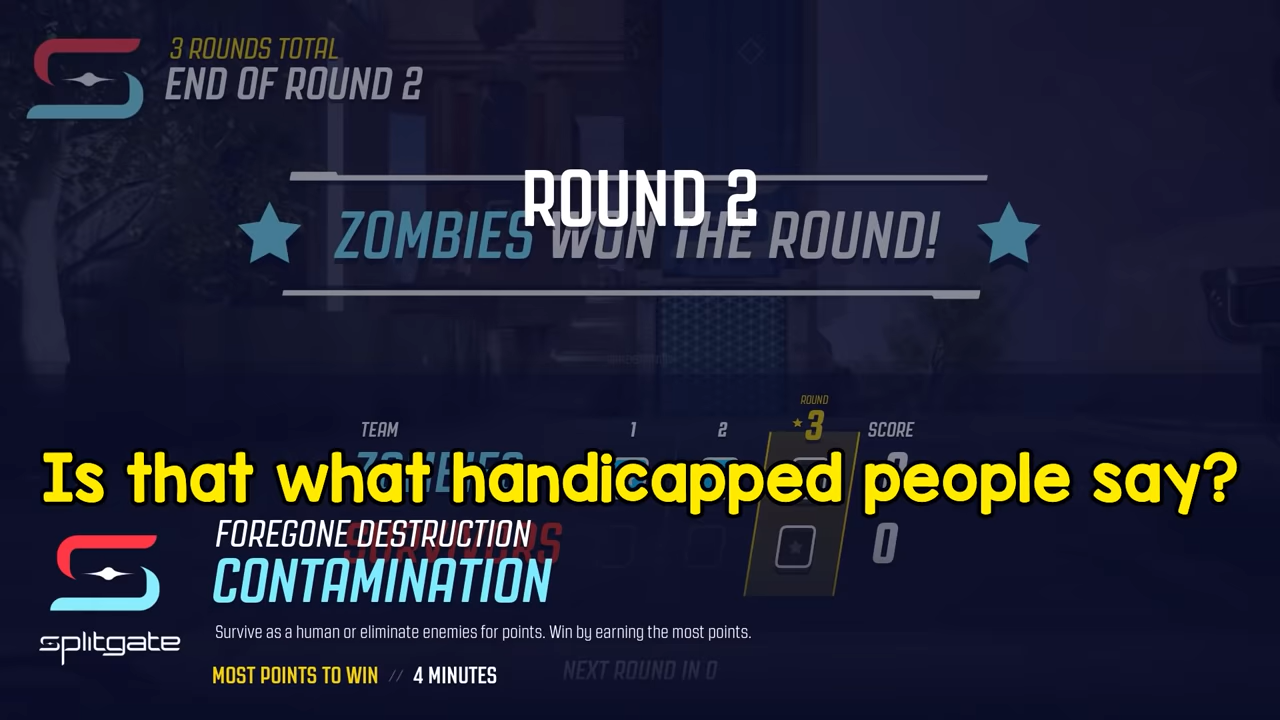 3 ROUNDS TOTAL
END OF ROUND 2
ROUND 2
ZOMBIES WON THE ROUND!
ROUND
TEAM 1 2 3 SCORE
ZOMBIES
Is that what handicapped people say?
SURVIVORS 0
FOREGONE DESTRUCTION
CONTAMINATION
splitgate
Survive as a human or eliminate enemies for points. Win by earning the most points.
MOST POINTS TO WIN // 4 MINUTES
NEXT ROUND IN 0